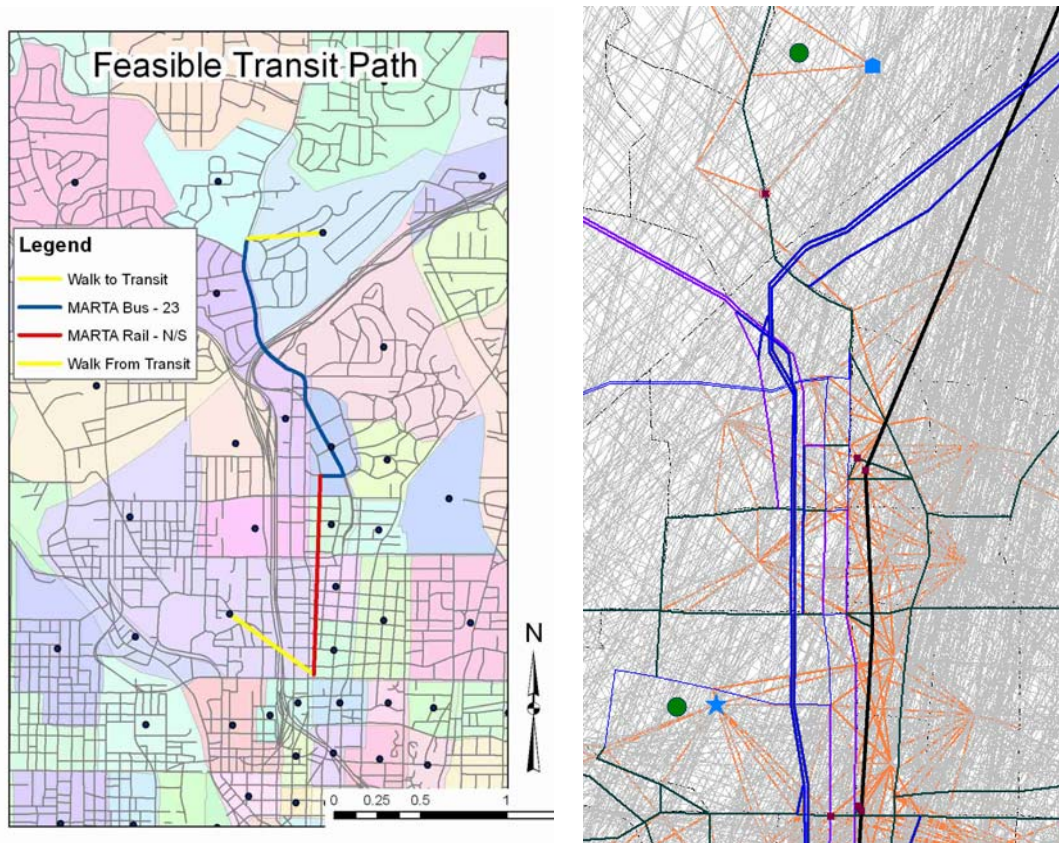 Feasible Transit Path
Legend
Walk to Transit
MARTA Bus - 23
MARTA Rail - N/S
Walk From Transit
N
0 0.25 0.5 1